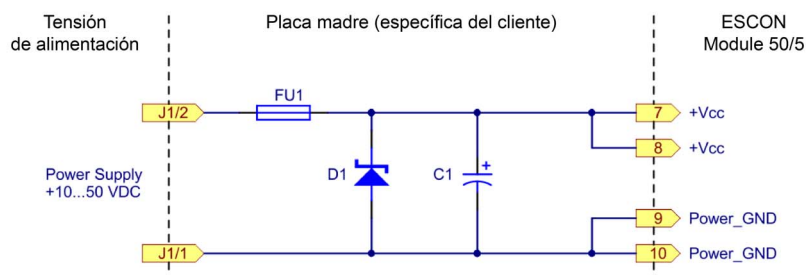 Tensión
de alimentación
Placa madre (específica del cliente)
ESCON
Module 50/5
J1/2
FU1
7 +Vcc
8 +Vcc
Power Supply
+10...50 VDC
D1
C1
+
9 Power_GND
J1/1
10 Power_GND